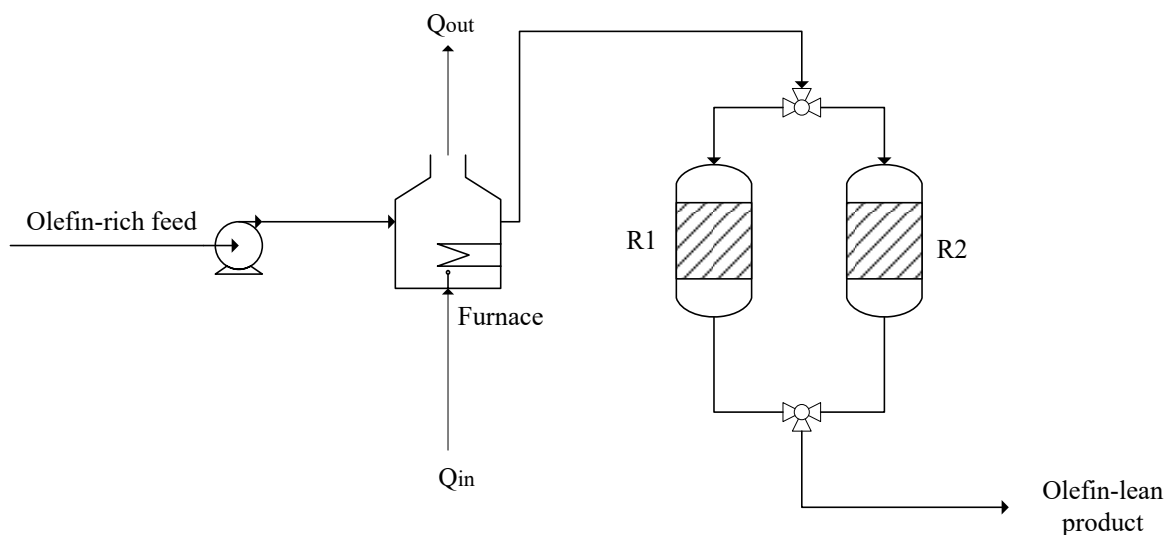 Qout
Olefin-rich feed
R1
R2
Furnace
Qin
Olefin-lean
product